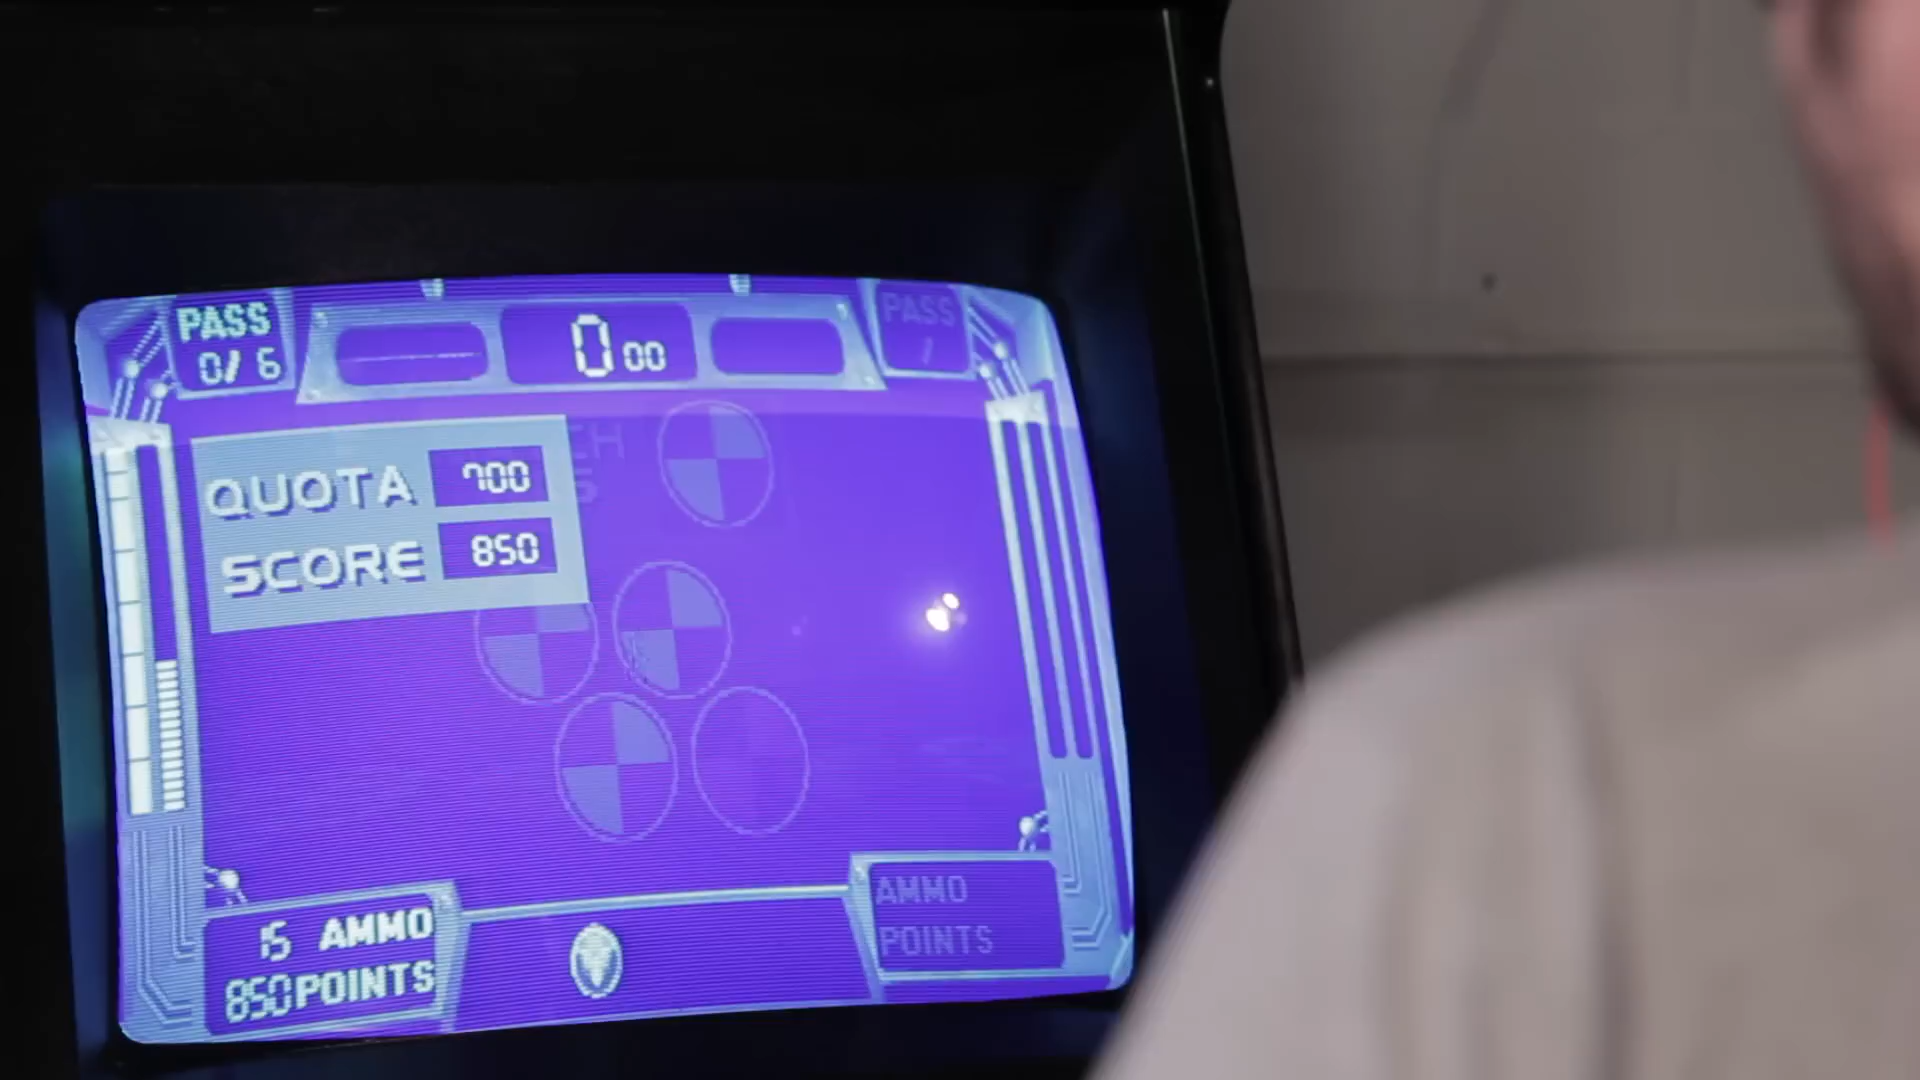 PASS
0/6
0 00
PASS
/
QUOTA 700
SCORE 850
15 AMMO
850 POINTS
AMMO
POINTS